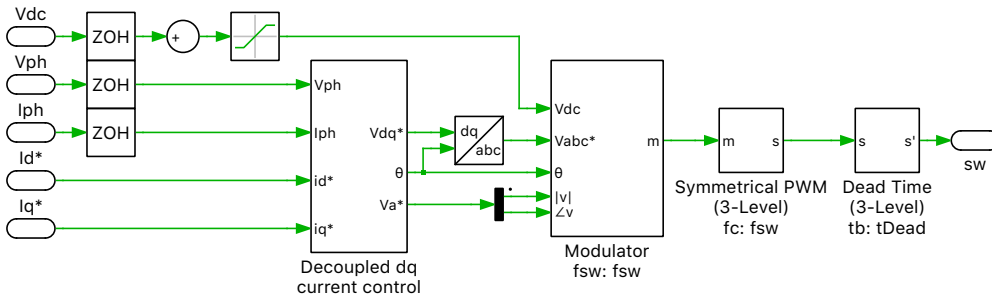 Vdc
ZOH
+
Vph
ZOH
Vph
Iph
ZOH
Iph
Id*
id*
Iq*
iq*
Vdq*
θ
Va*
Decoupled dq
current control
dq
abc
Vdc
Vabc*
θ
|v|
∠v
m
Modulator
fsw: fsw
m
s
Symmetrical PWM
(3-Level)
fc: fsw
s
s'
Dead Time
(3-Level)
tb: tDead
sw